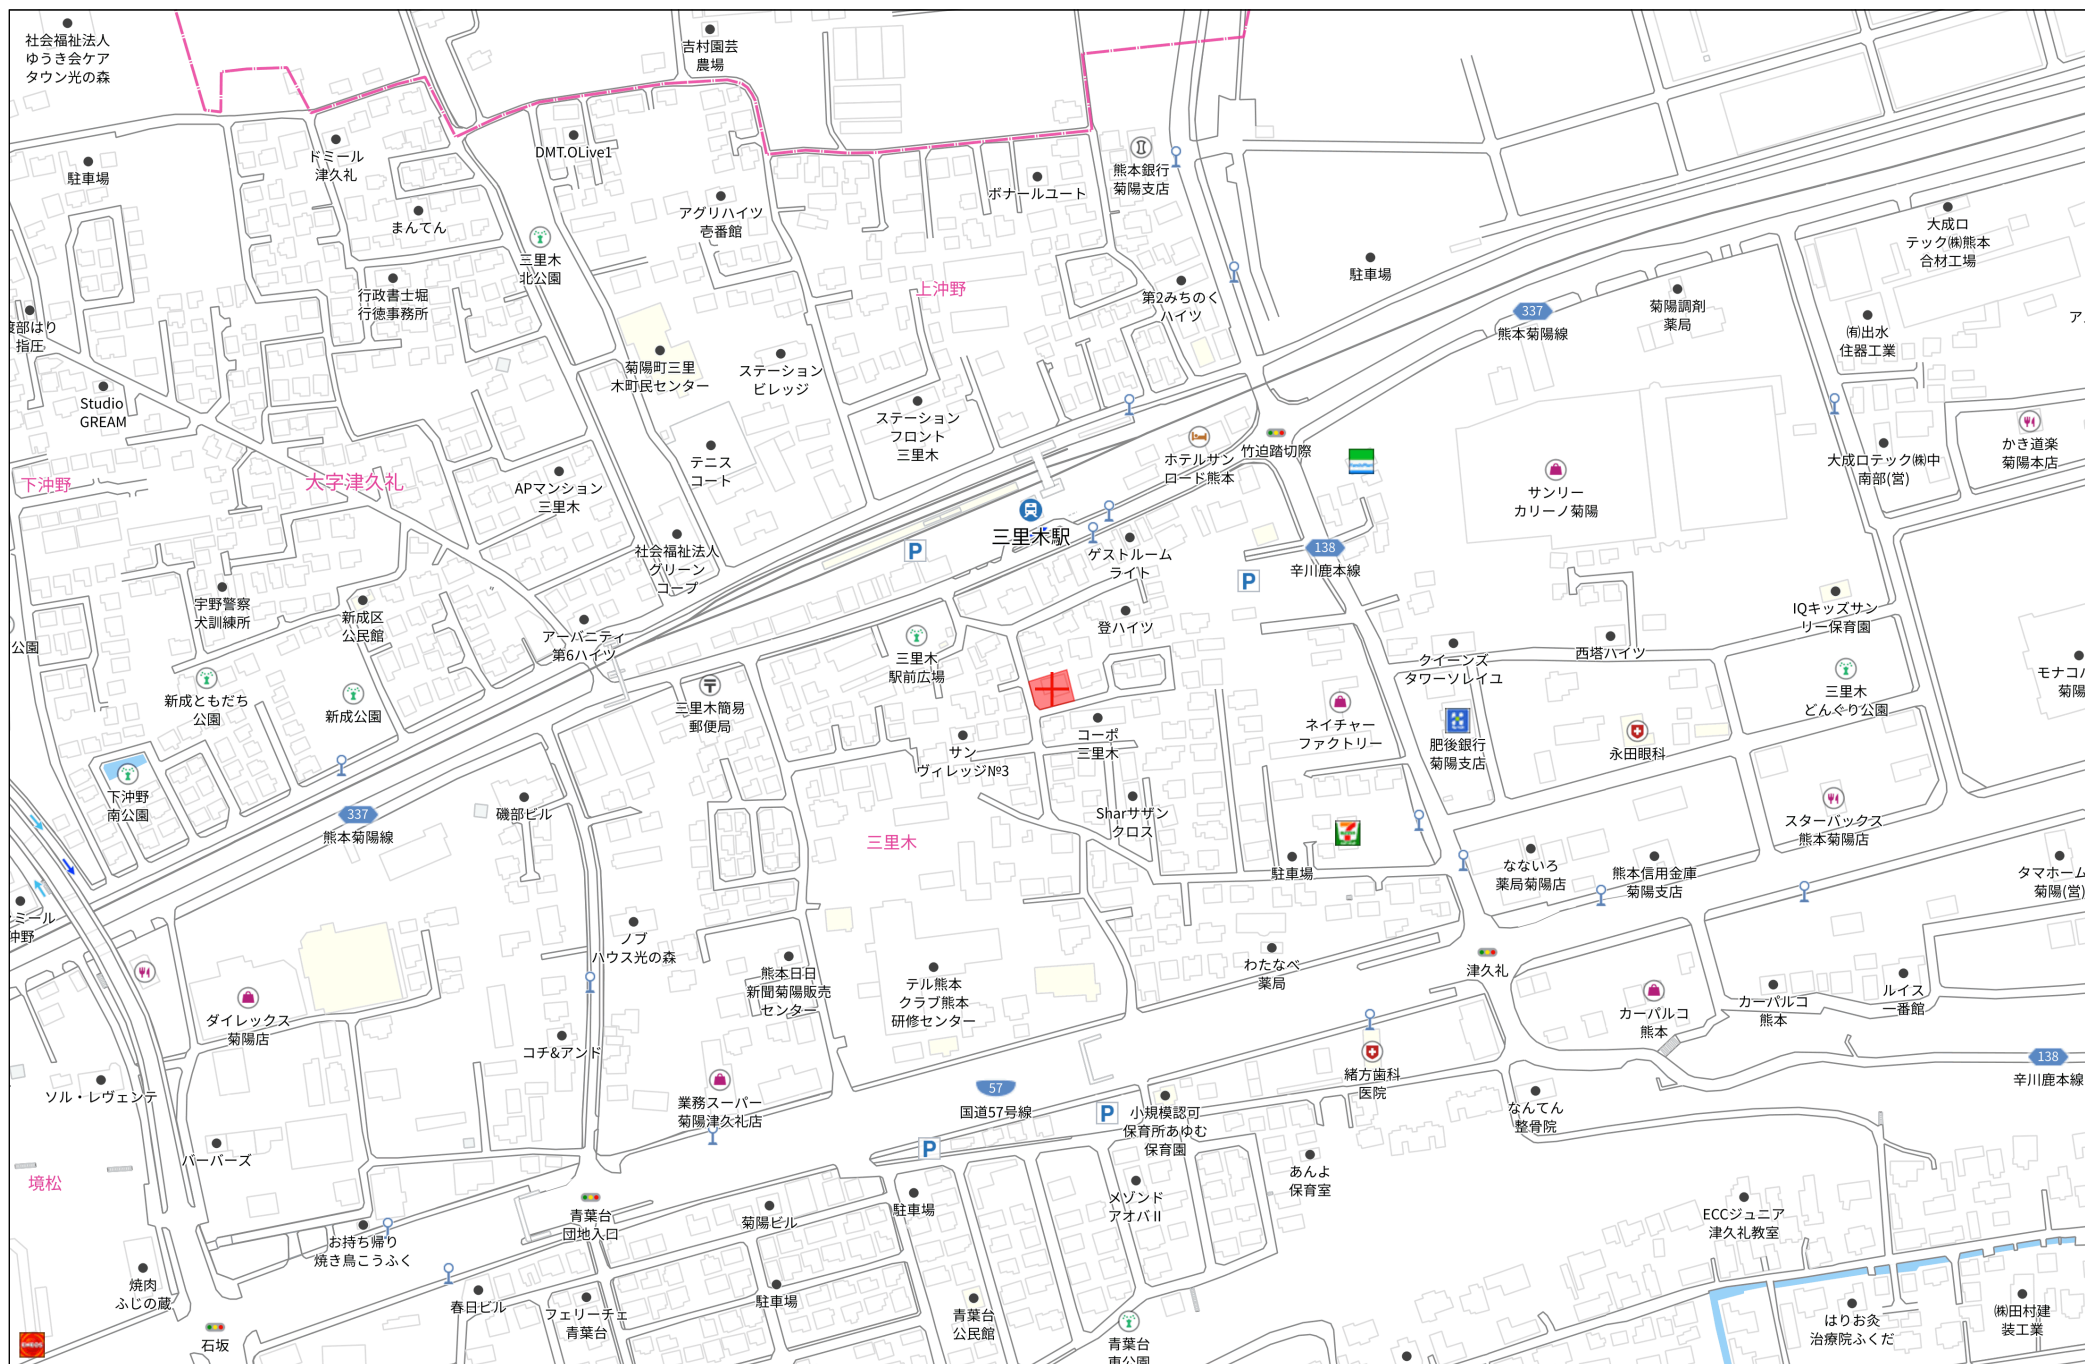 社会福祉法人
ゆうき会ケア
タウン光の森
吉村園芸
農場
ドミール
津久礼
DMT.OLive1
駐車場
まんてん
アグリハイツ
壱番館
ボナールユート
熊本銀行
菊陽支店
三里木
北公園
行政書士堀
行徳事務所
上沖野
第2みちのく
ハイツ
駐車場
大成ロ
テック㈱熊本
合材工場
菊陽調剤
薬局
337
熊本菊陽線
㈲出水
住器工業
部はり
指圧
Studio
GREAM
菊陽町三里
木町民センター
ステーション
ビレッジ
ステーション
フロント
三里木
テニス
コート
ホテルサン
ロード熊本
竹迫踏切際
サンリー
カリーノ菊陽
大成ロテック㈱中
南部(営)
かき道楽
菊陽本店
下沖野
大字津久礼
APマンション
三里木
三里木駅
P
社会福祉法人
グリーン
コープ
ゲストルーム
ライト
138
辛川鹿本線
P
宇野警察
犬訓練所
新成区
公民館
アーバニティ
第6ハイツ
登ハイツ
IQキッズサン
リー保育園
公園
三里木
駅前広場
クイーンズ
タワーソレイユ
西塔ハイツ
モナコパ
菊陽
新成ともだち
公園
新成公園
三里木簡易
郵便局
三里木
どんぐり公園
コーポ
三里木
サン
ヴィレッジ№3
ネイチャー
ファクトリー
肥後銀行
菊陽支店
永田眼科
下沖野
南公園
337
熊本菊陽線
磯部ビル
三里木
Sharサザン
クロス
7
駐車場
スターバックス
熊本菊陽店
なないろ
薬局菊陽店
熊本信用金庫
菊陽支店
タマホーム
菊陽(営)
ミール
沖野
ノブ
ハウス光の森
熊本日日
新聞菊陽販売
センター
テル熊本
クラブ熊本
研修センター
わたなべ
薬局
津久礼
ダイレックス
菊陽店
コチ&アンド
カーパルコ
熊本
カーパルコ
熊本
ルイス
一番館
ソル・レヴェンテ
業務スーパー
菊陽津久礼店
57
国道57号線
P
P
小規模認可
保育所あゆむ
保育園
緒方歯科
医院
なんてん
整骨院
138
辛川鹿本線
バーバーズ
境松
あんよ
保育室
メゾンド
アオバⅡ
駐車場
菊陽ビル
青葉台
団地入口
お持ち帰り
焼き鳥こうふく
ECCジュニア
津久礼教室
焼肉
ふじの蔵
春日ビル
フェリーチェ
青葉台
駐車場
青葉台
公民館
青葉台
東公園
はりお灸
治療院ふくだ
㈱田村建
装工業
ENEOS
石坂